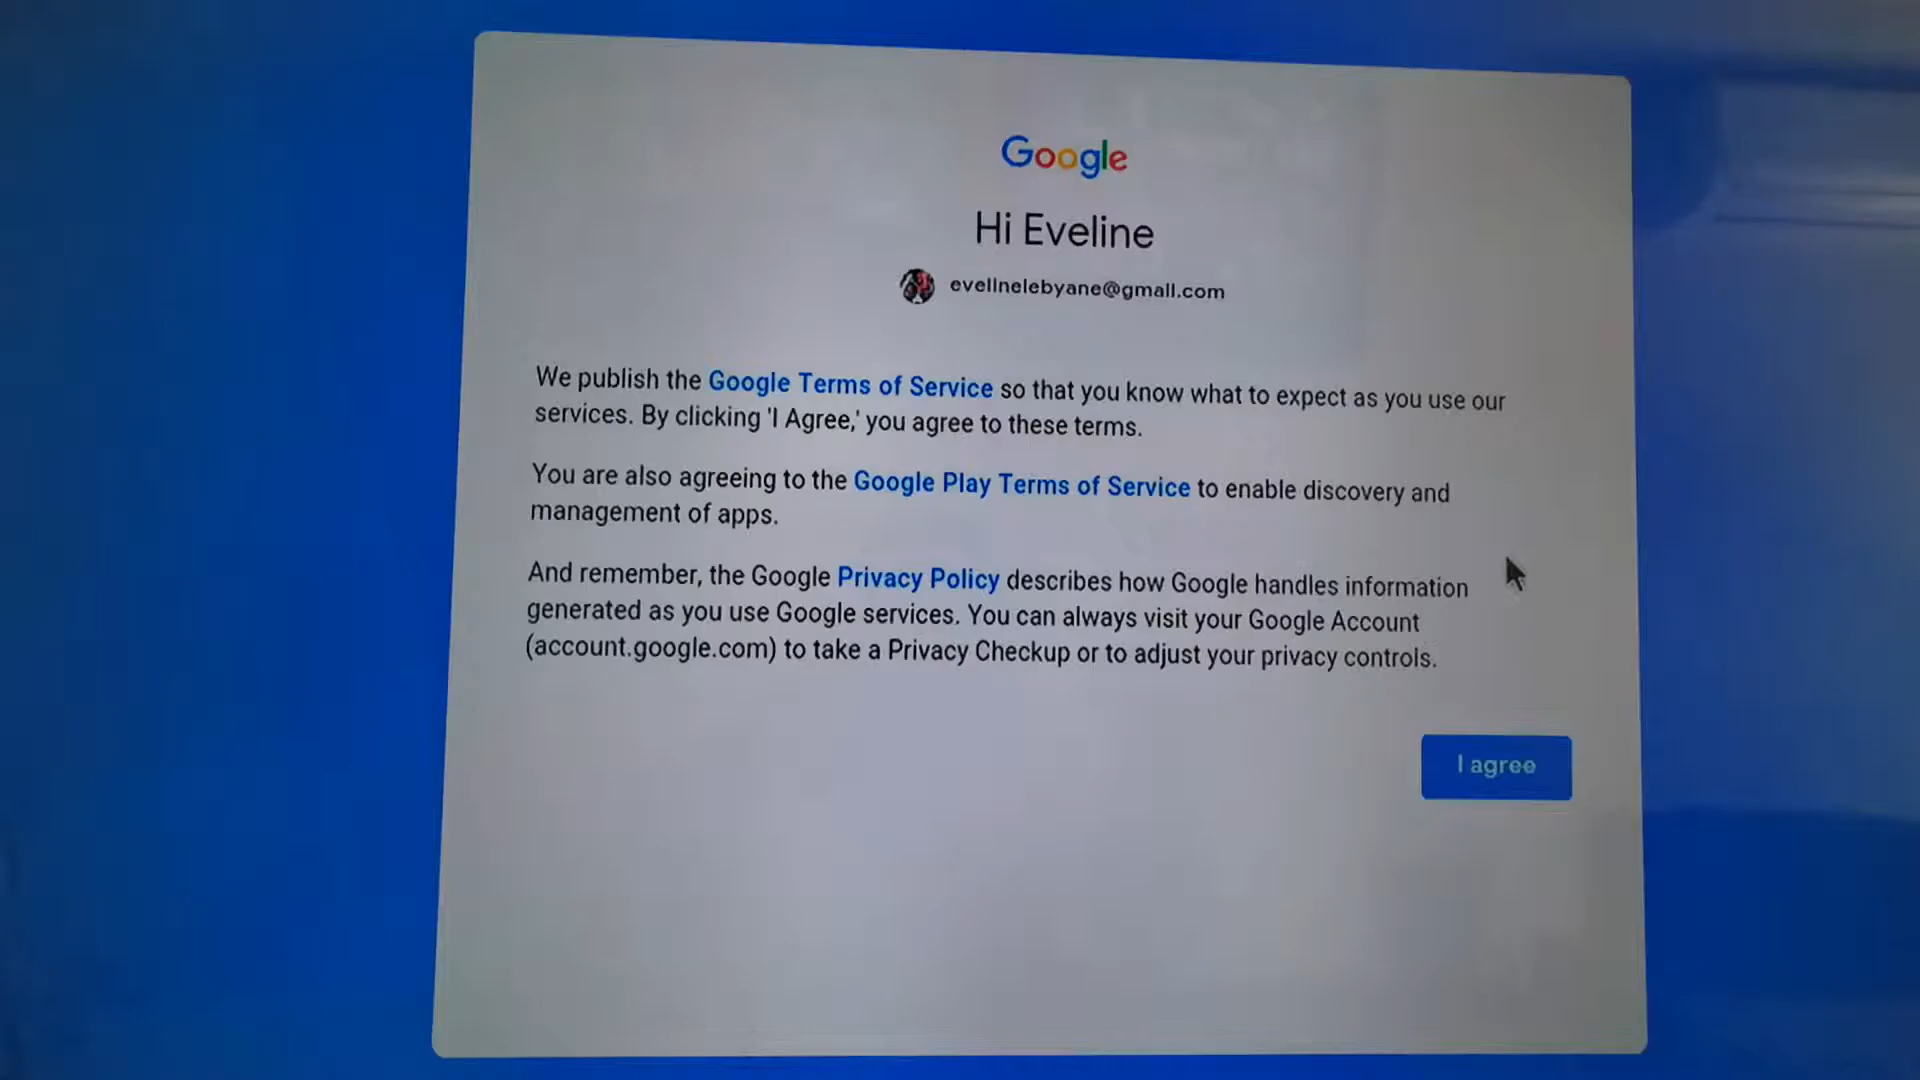 Google
Hi Eveline
evelinelebyane@gmail.com
We publish the Google Terms of Service so that you know what to expect as you use our
services. By clicking 'I Agree,' you agree to these terms.
You are also agreeing to the Google Play Terms of Service to enable discovery and
management of apps.
And remember, the Google Privacy Policy describes how Google handles information
generated as you use Google services. You can always visit your Google Account
(account.google.com) to take a Privacy Checkup or to adjust your privacy controls.
I agree